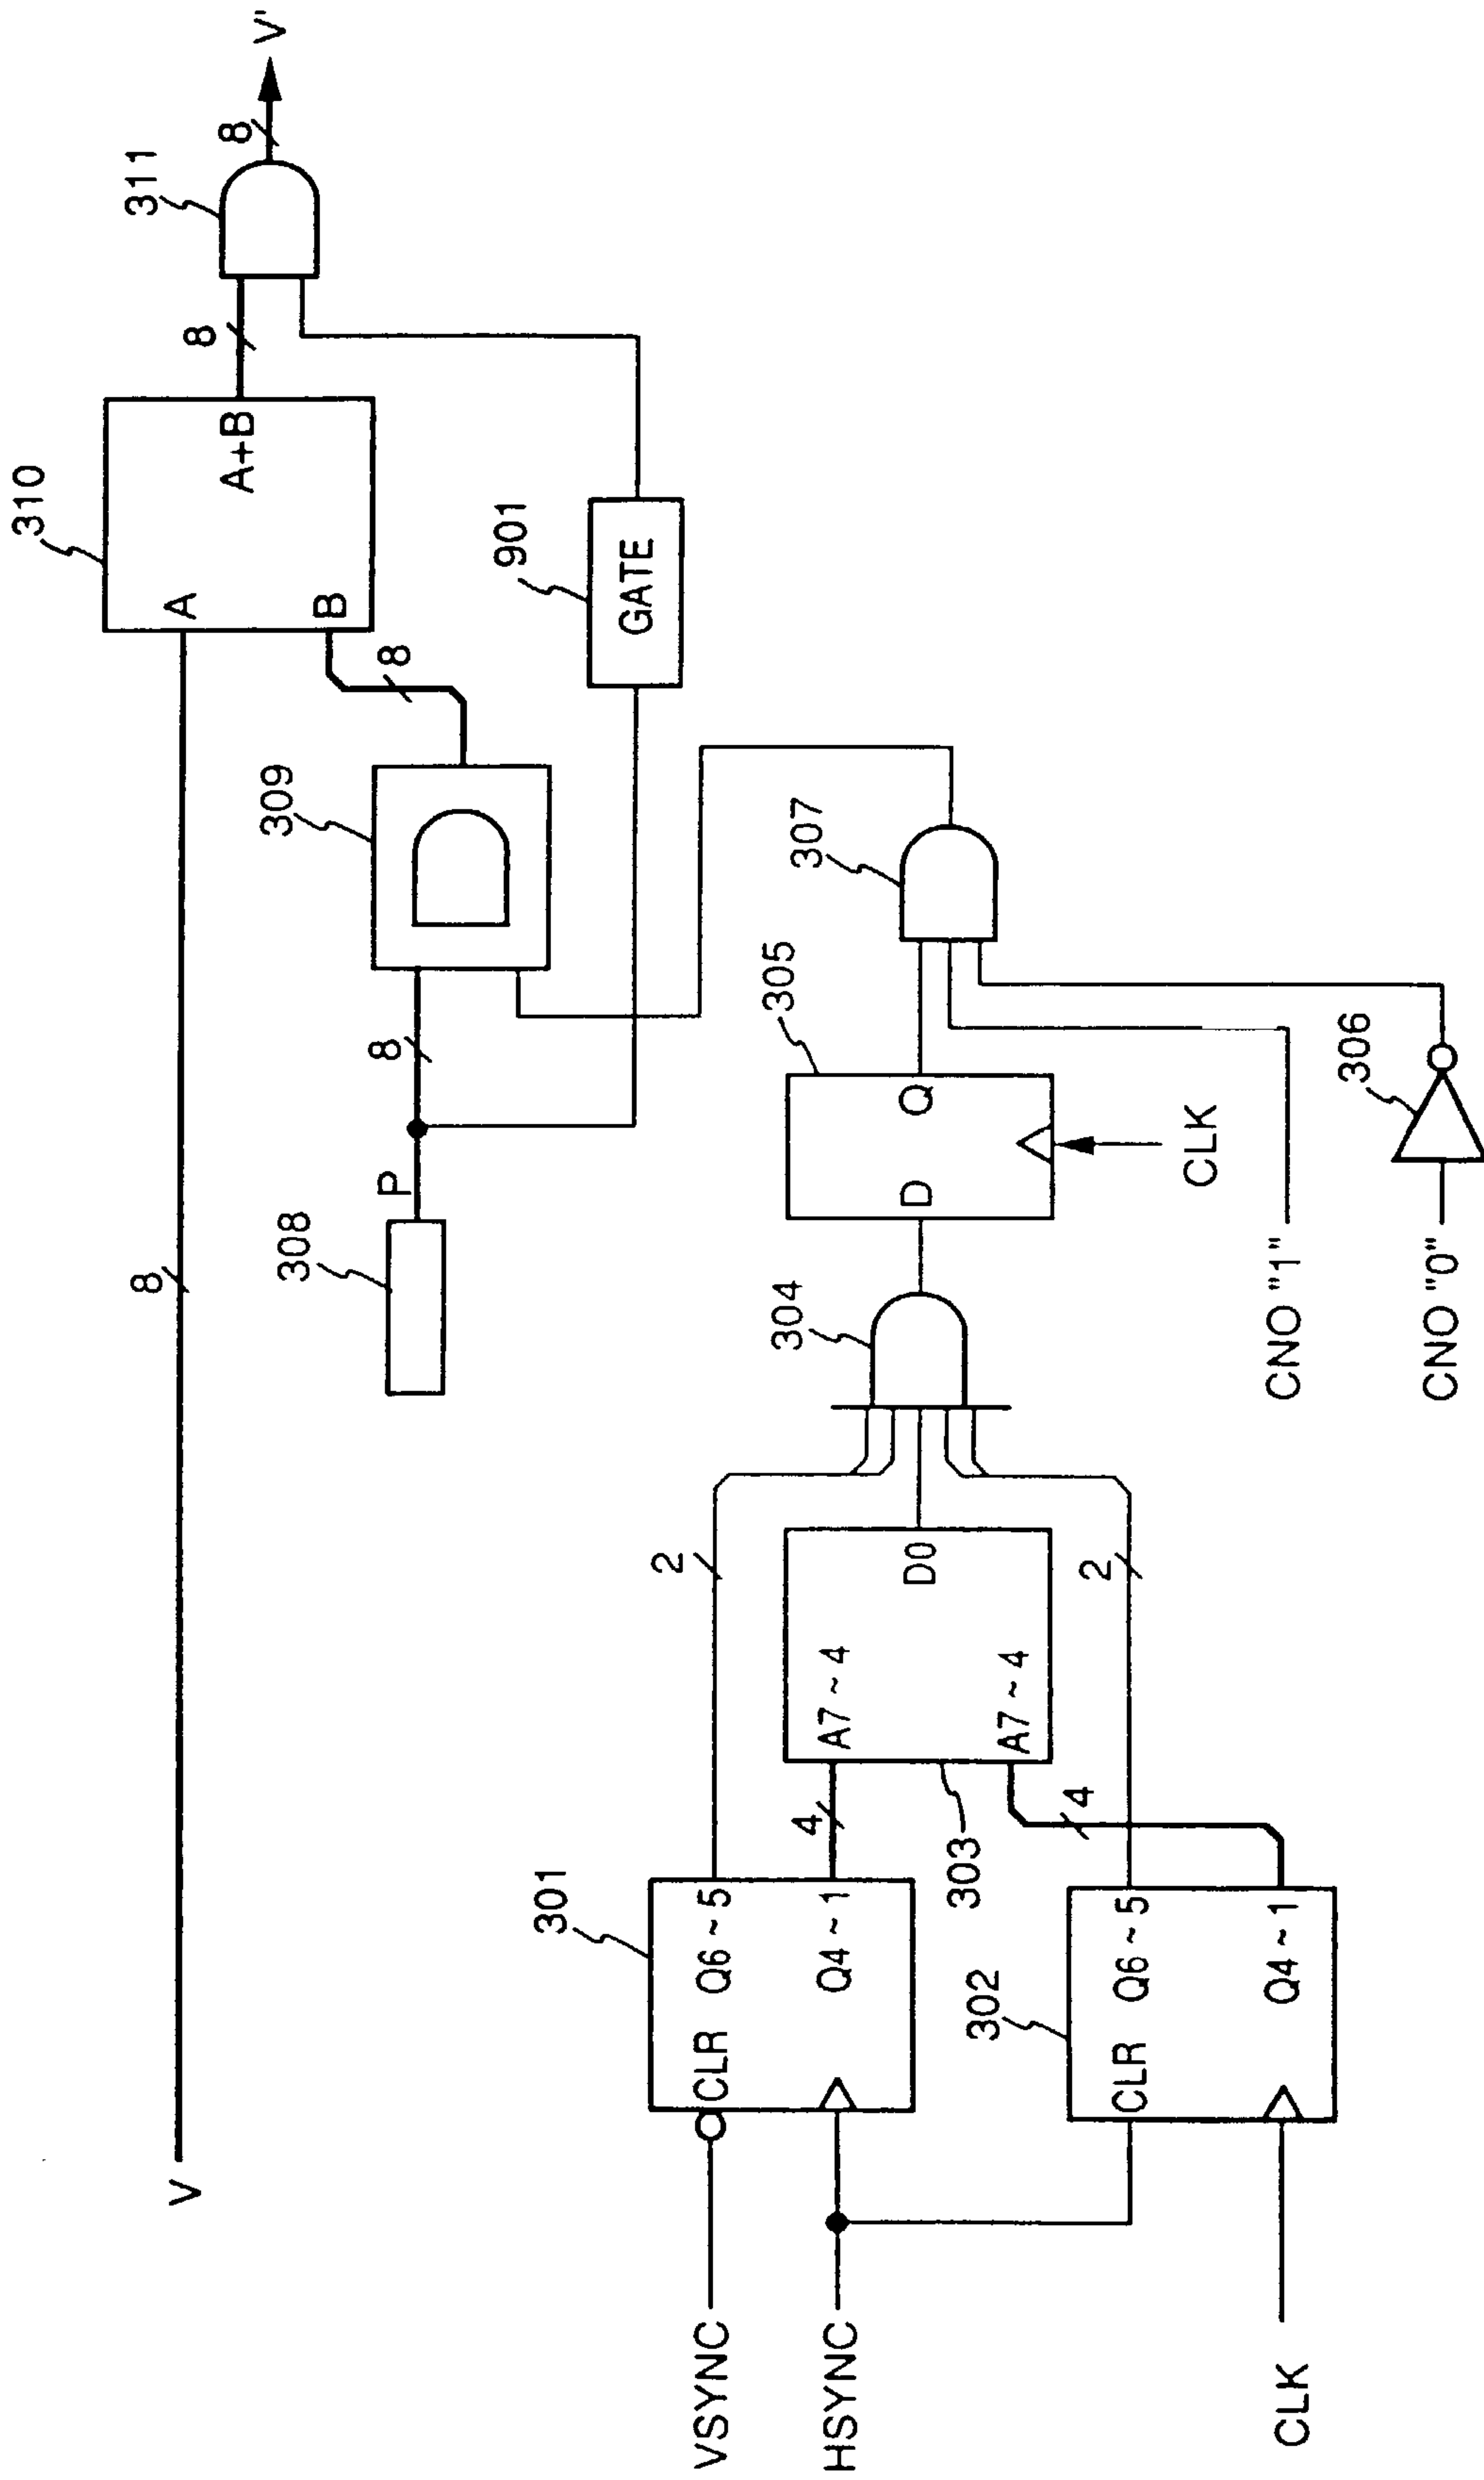 V
8
310
A
B
A+B
8
311
8
V'
308
P
8
309
8
901
GATE
VSYNC
HSYNC
CLK
301
CLR
Q6~5
Q4~1
2
4
302
CLR
Q6~5
Q4~1
4
2
303
A7~4
A7~4
D0
304
305
D
Q
CLK
307
CNO "1"
CNO "0"
306